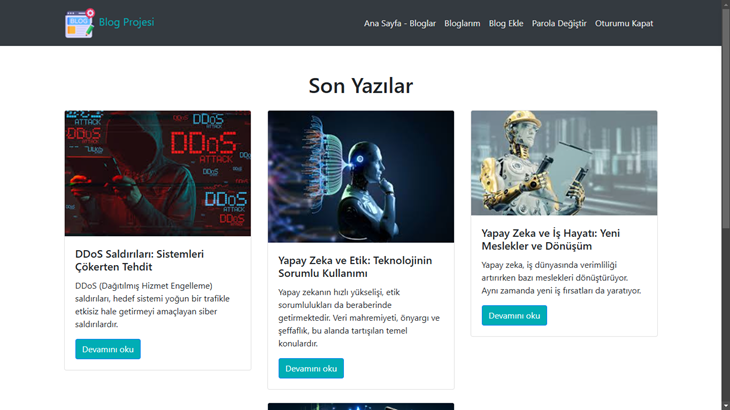 BLOG
Blog Projesi
Ana Sayfa - Bloglar
Bloglarım
Blog Ekle
Parola Değiştir
Oturumu Kapat
Son Yazılar
DDoS
ATTACK
DDoS
ATTACK
DDoS
ATTACK
DDoS
ATTACK
DDoS
ATTACK
DDoS Saldırıları: Sistemleri
Çökerten Tehdit
DDoS (Dağıtılmış Hizmet Engelleme)
saldırıları, hedef sistemi yoğun bir trafikle
etkisiz hale getirmeyi amaçlayan siber
saldırılardır.
Devamını oku
Yapay Zeka ve Etik: Teknolojinin
Sorumlu Kullanımı
Yapay zekanın hızlı yükselişi, etik
sorumlulukları da beraberinde
getirmektedir. Veri mahremiyeti, önyargı ve
şeffaflık, bu alanda tartışılan temel
konulardır.
Devamını oku
Yapay Zeka ve İş Hayatı: Yeni
Meslekler ve Dönüşüm
Yapay zeka, iş dünyasında verimliliği
artırırken bazı meslekleri dönüştürüyor.
Aynı zamanda yeni iş fırsatları da yaratıyor.
Devamını oku